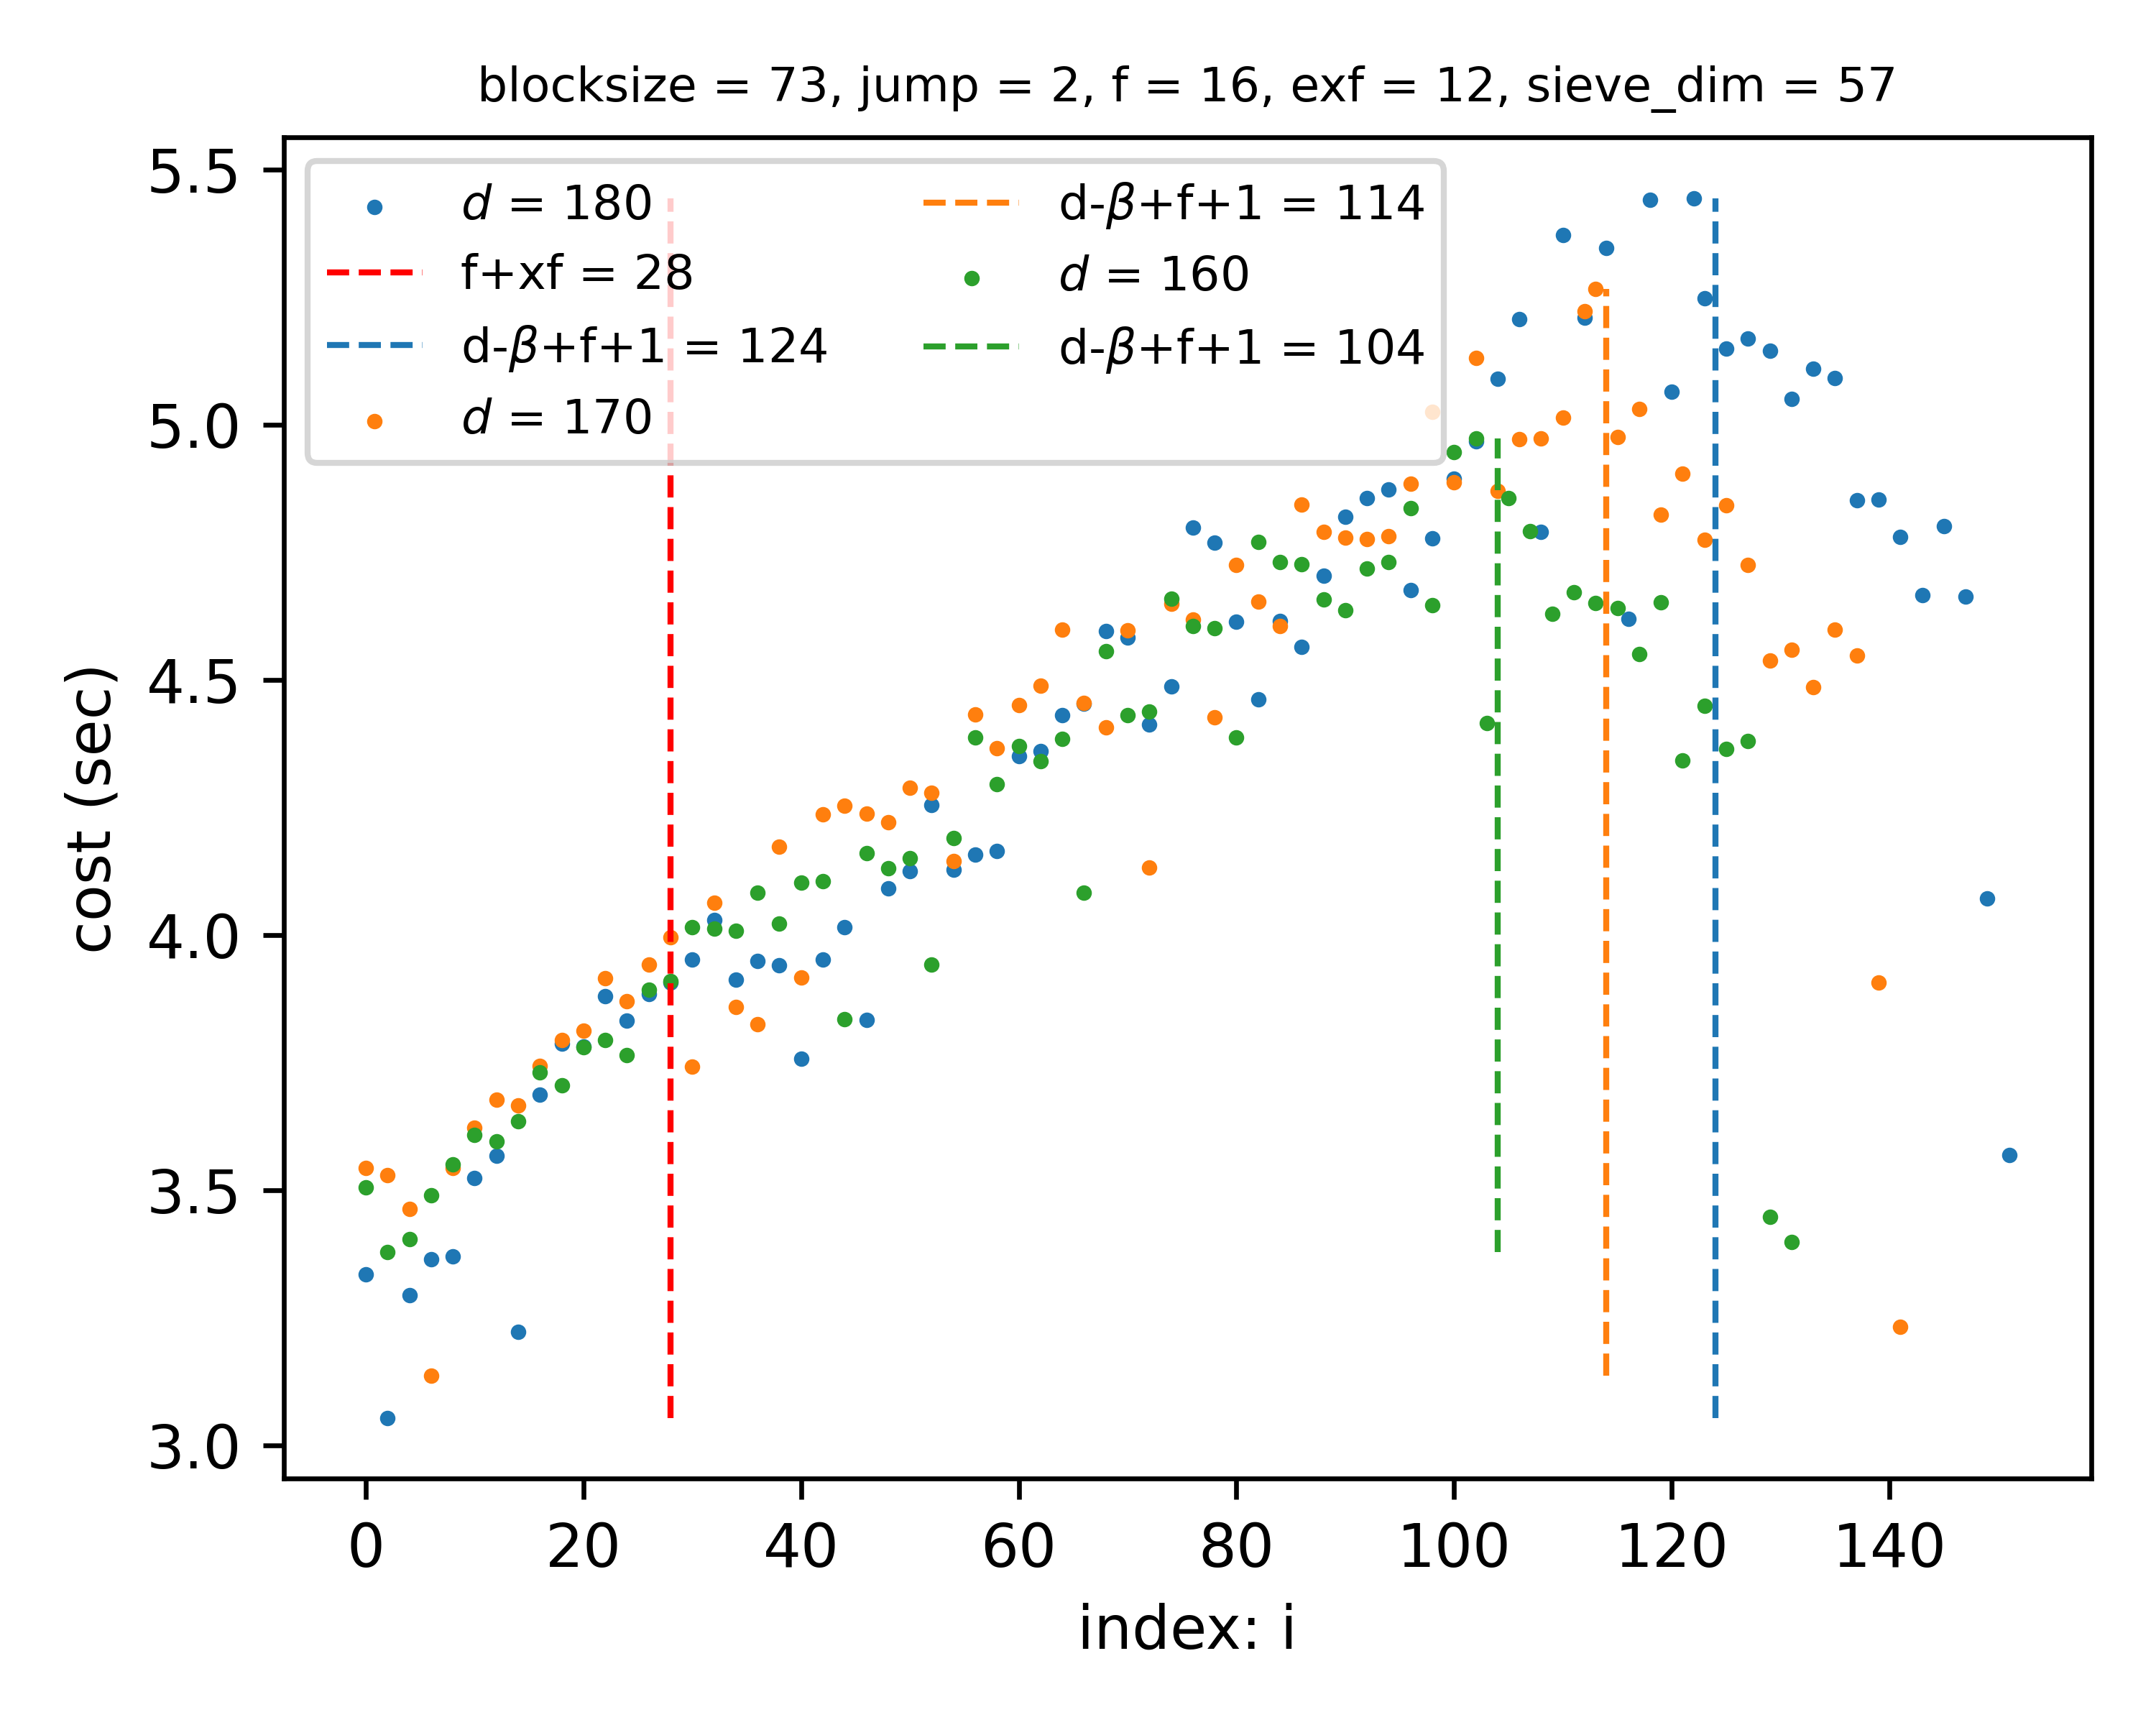 blocksize = 73, jump = 2, f = 16, exf = 12, sieve_dim = 57
5.5
5.0
4.5
4.0
3.5
3.0
cost (sec)
d = 180
f+xf = 28
d-β+f+1 = 124
d = 170
d-β+f+1 = 114
d = 160
d-β+f+1 = 104
0 20 40 60 80 100 120 140
index: i